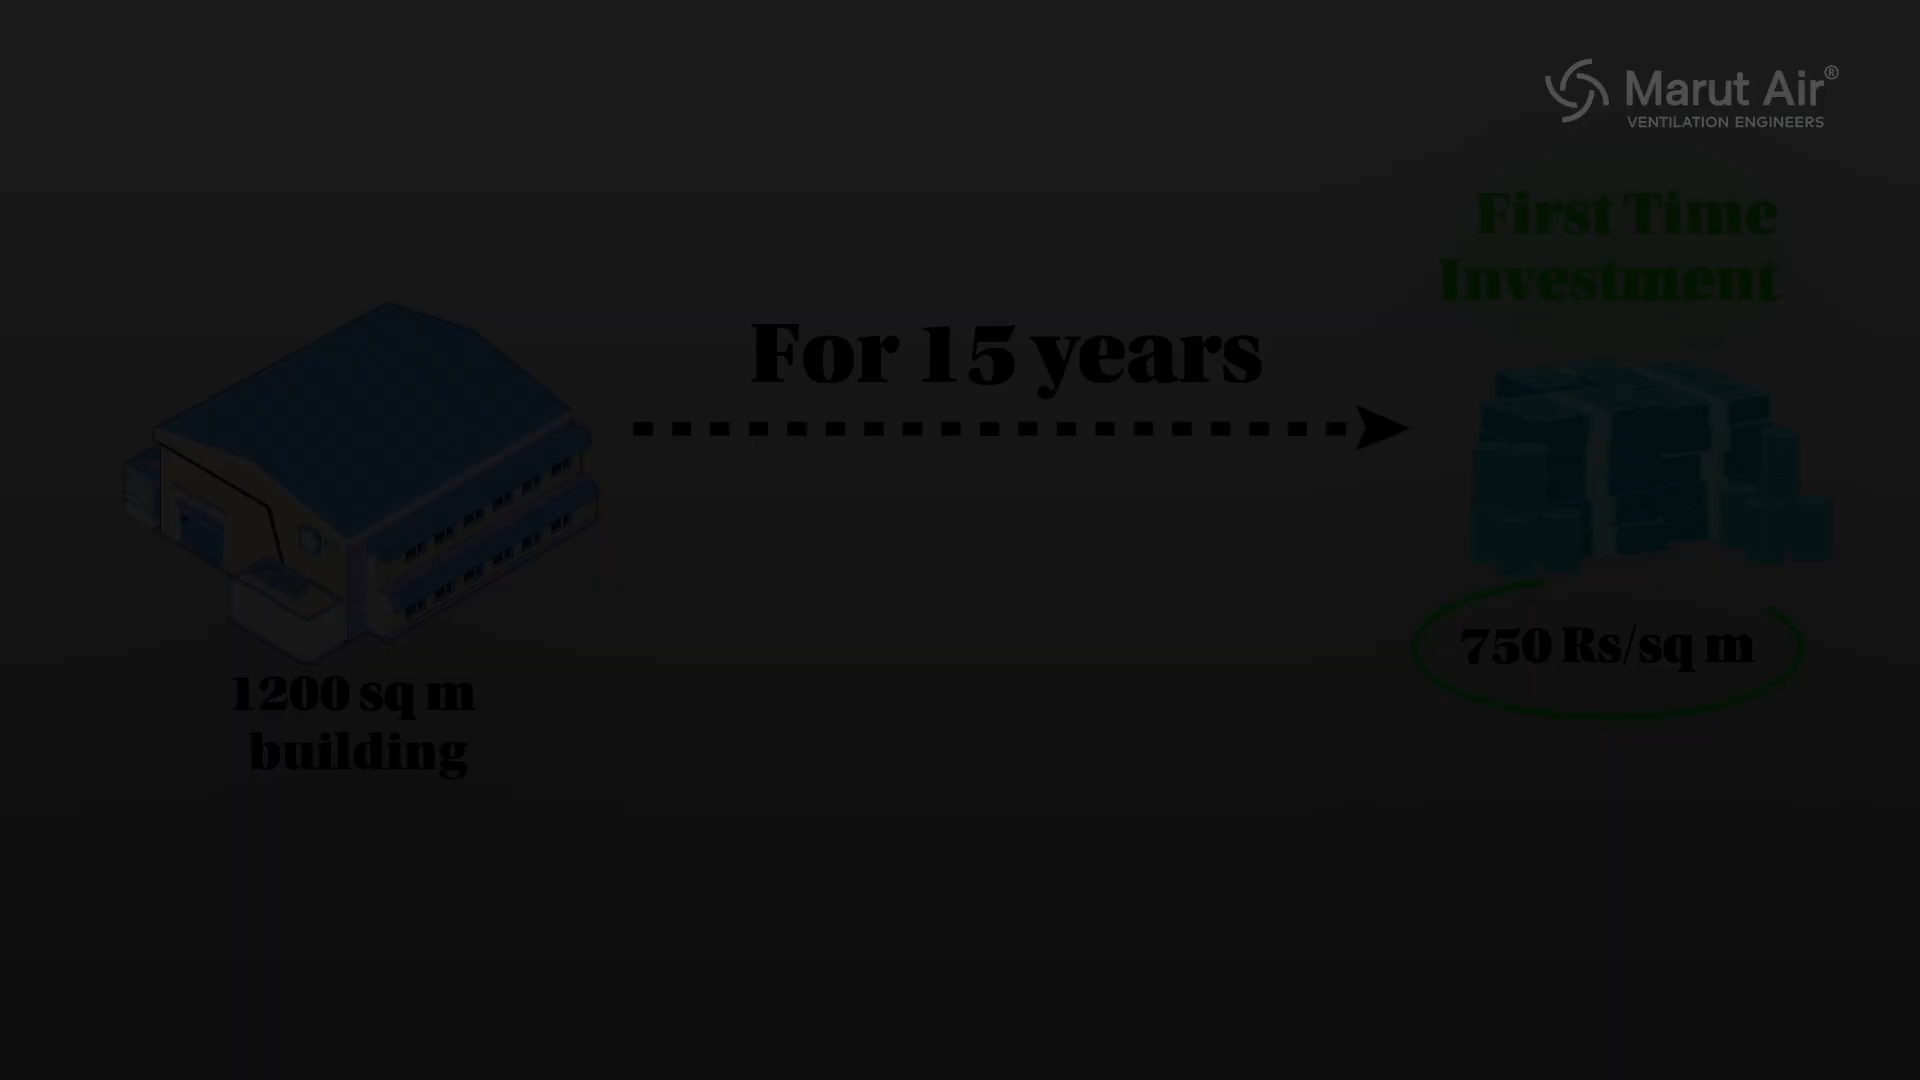 Marut Air®
VENTILATION ENGINEERS
First Time
Investment
For 15 years
750 Rs/sq m
1200 sq m
building